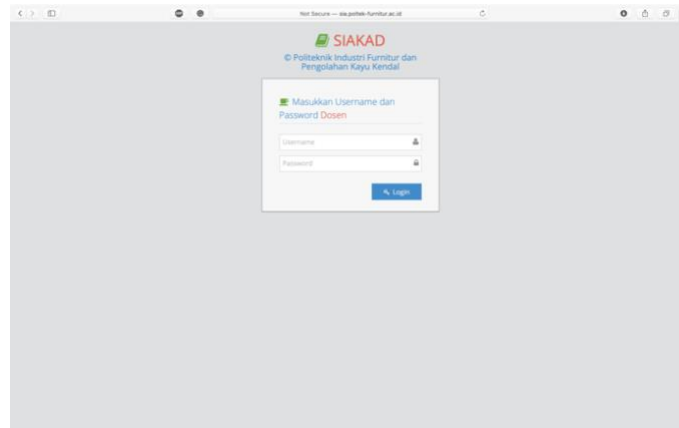 Not Secure — sia.poltek-furnitur.ac.id
SIAKAD
© Politeknik Industri Furnitur dan
Pengolahan Kayu Kendal
Masukkan Username dan
Password Dosen
Username
Password
Login